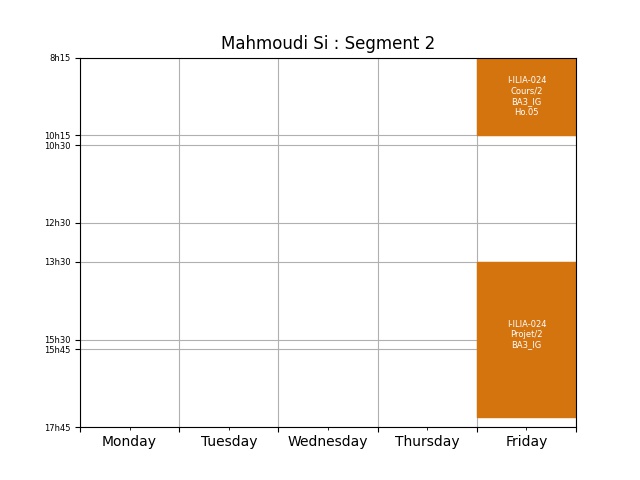 Mahmoudi Si : Segment 2
8h15
I-ILIA-024
Cours/2
BA3_IG
Ho.05
10h15
10h30
12h30
13h30
I-ILIA-024
Projet/2
BA3_IG
15h30
15h45
17h45
Monday Tuesday Wednesday Thursday Friday